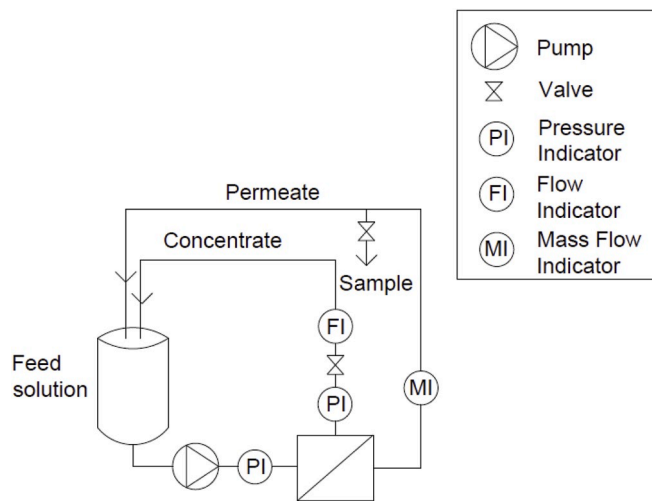 Pump
Valve
PI
Pressure
Indicator
FI
Flow
Indicator
MI
Mass Flow
Indicator
Permeate
Concentrate
Sample
FI
Feed
solution
MI
PI
PI